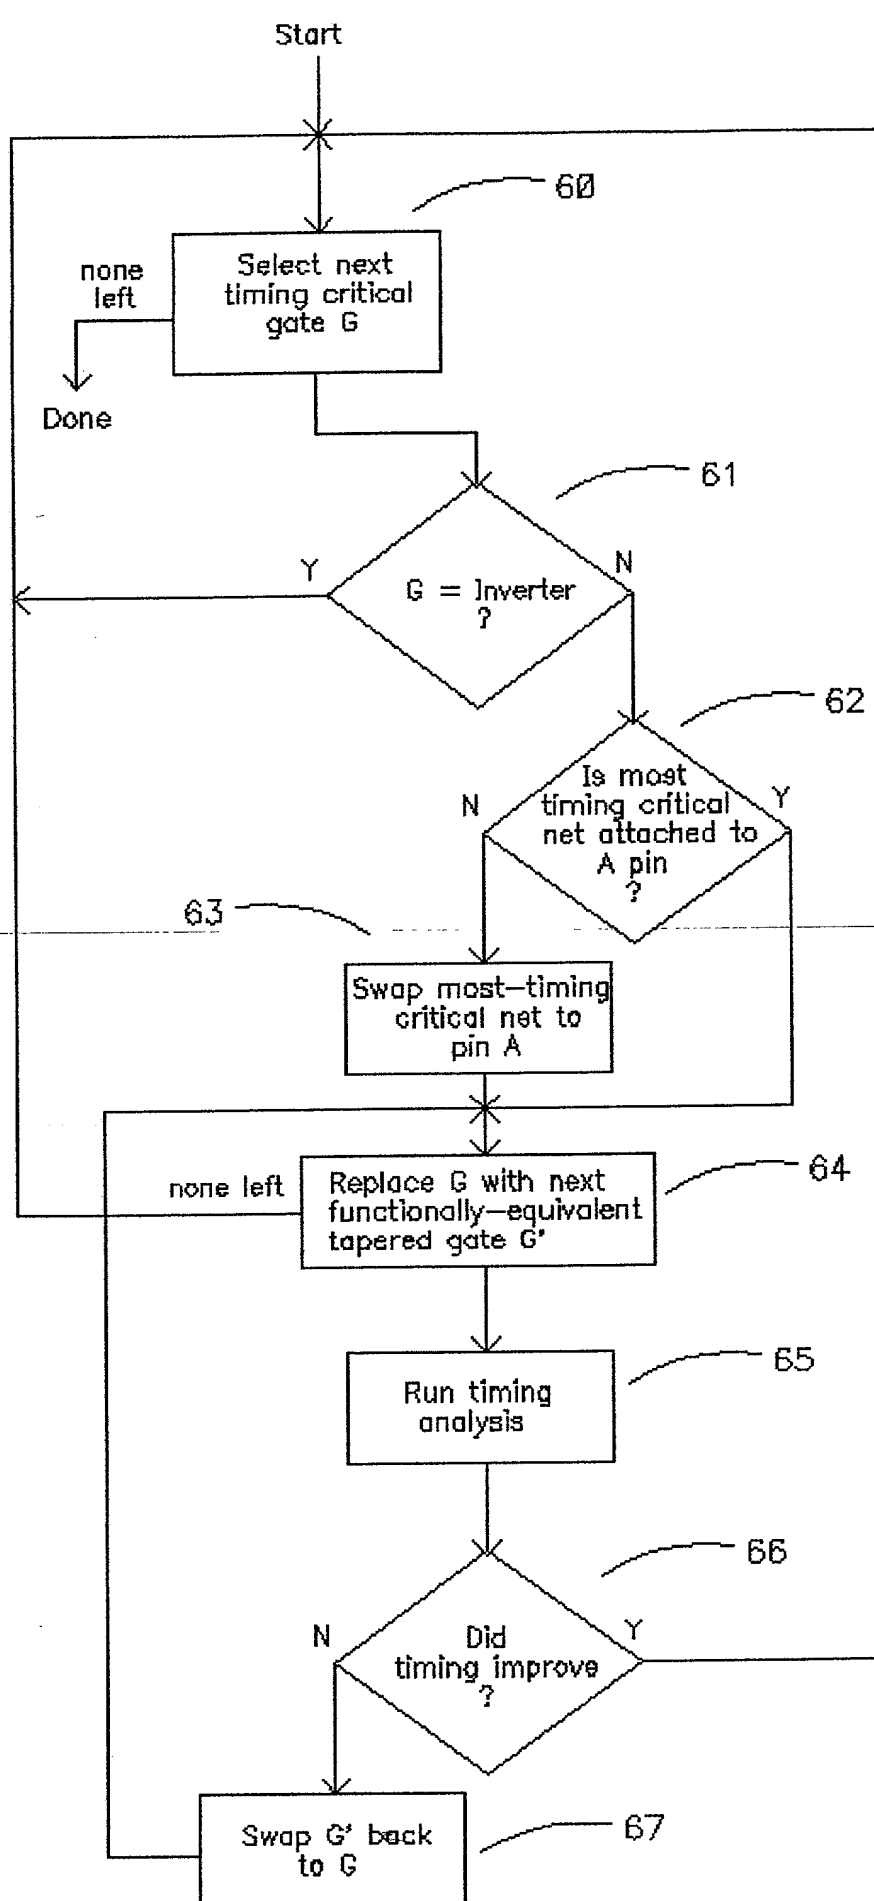 Start
60
none
left
Select next
timing critical
gate G
Done
61
Y
N
G = Inverter
?
62
Is most
timing critical
net attached to
A pin
?
N
Y
63
Swap most-timing
critical net to
pin A
none left
Replace G with next
functionally-equivalent
tapered gate G'
64
Run timing
analysis
65
66
N
Y
Did
timing improve
?
Swap G' back
to G
67